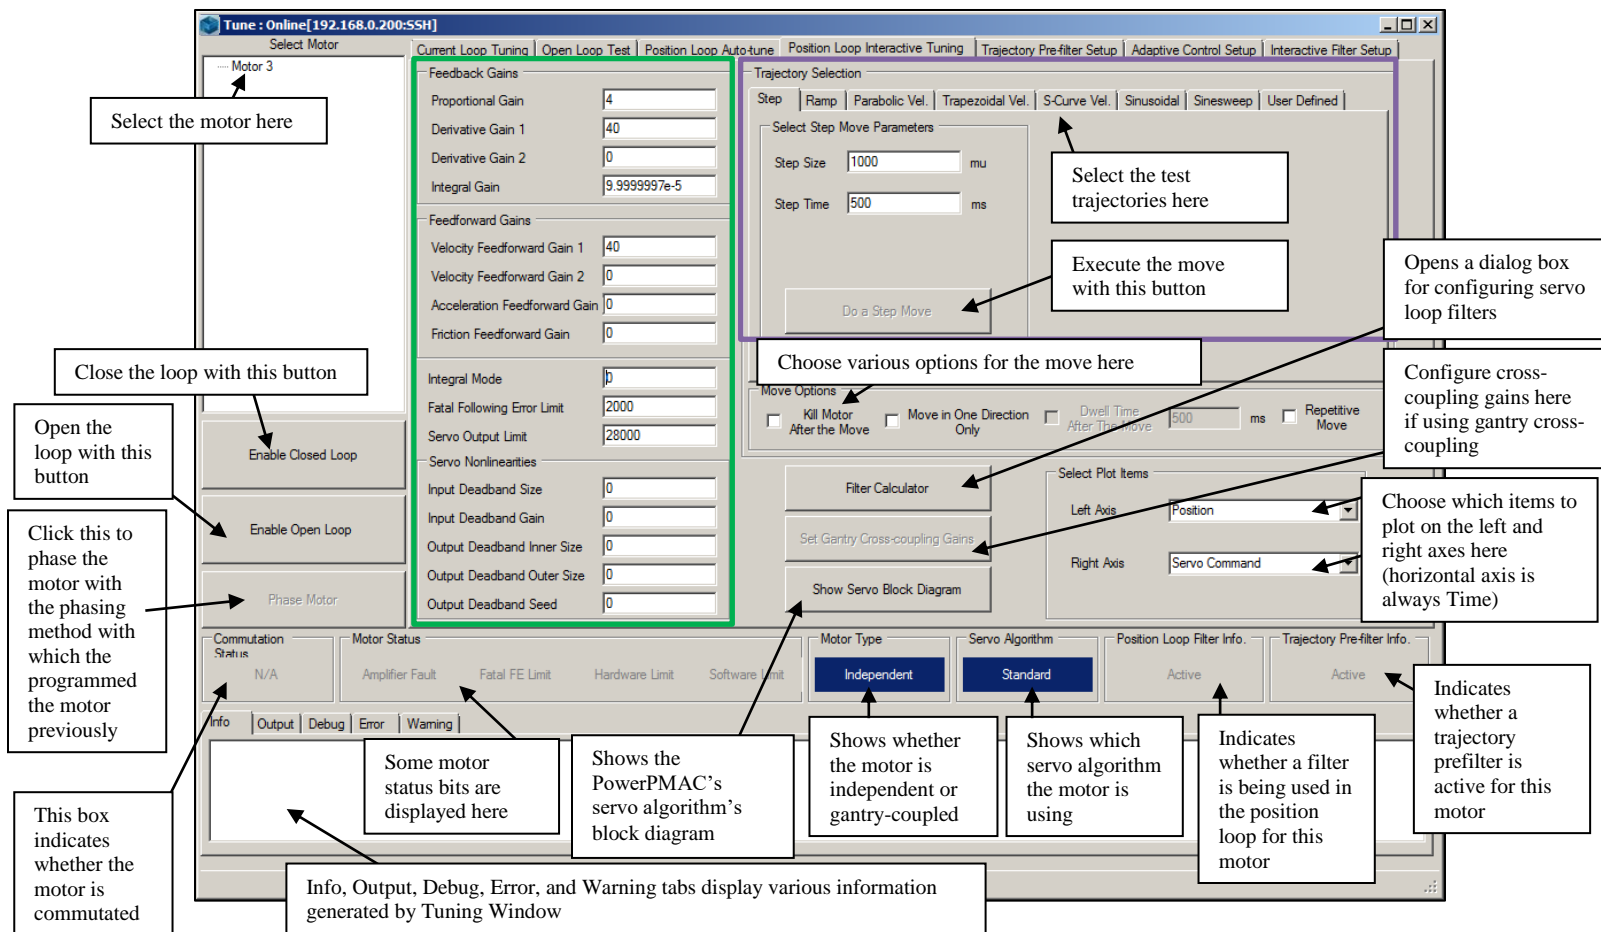 Tune : Online[192.168.0.200:SSH]
Select Motor
Motor 3
Select the motor here
Current Loop Tuning
Open Loop Test
Position Loop Auto-tune
Position Loop Interactive Tuning
Trajectory Pre-filter Setup
Adaptive Control Setup
Interactive Filter Setup
Feedback Gains
Proportional Gain 4
Derivative Gain 1 40
Derivative Gain 2 0
Integral Gain 9.9999997e-5
Feedforward Gains
Velocity Feedforward Gain 1 40
Velocity Feedforward Gain 2 0
Acceleration Feedforward Gain 0
Friction Feedforward Gain 0
Integral Mode 0
Fatal Following Error Limit 2000
Servo Output Limit 28000
Servo Nonlinearities
Input Deadband Size 0
Input Deadband Gain 0
Output Deadband Inner Size 0
Output Deadband Outer Size 0
Output Deadband Seed 0
Trajectory Selection
Step
Ramp
Parabolic Vel.
Trapezoidal Vel.
S-Curve Vel.
Sinusoidal
Sinesweep
User Defined
Select Step Move Parameters
Step Size 1000 mu
Step Time 500 ms
Do a Step Move
Select the test
trajectories here
Execute the move
with this button
Opens a dialog box
for configuring servo
loop filters
Choose various options for the move here
Configure cross-
coupling gains here
if using gantry cross-
coupling
Move Options
Kill Motor
After the Move
Move in One Direction
Only
Dwell Time
After The Move
500 ms
Repetitive
Move
Close the loop with this button
Open the
loop with this
button
Enable Closed Loop
Enable Open Loop
Phase Motor
Click this to
phase the
motor with
the phasing
method with
which the
programmed
the motor
previously
Filter Calculator
Set Gantry Cross-coupling Gains
Show Servo Block Diagram
Select Plot Items
Left Axis Position
Right Axis Servo Command
Choose which items to
plot on the left and
right axes here
(horizontal axis is
always Time)
Commutation
Status
N/A
Motor Status
Amplifier Fault
Fatal FE Limit
Hardware Limit
Software Limit
Motor Type
Independent
Servo Algorithm
Standard
Position Loop Filter Info.
Active
Trajectory Pre-filter Info.
Active
Info
Output
Debug
Error
Warning
Some motor
status bits are
displayed here
Shows the
PowerPMAC's
servo algorithm's
block diagram
Shows whether
the motor is
independent or
gantry-coupled
Shows which
servo algorithm
the motor is
using
Indicates
whether a filter
is being used in
the position
loop for this
motor
Indicates
whether a
trajectory
prefilter is
active for this
motor
This box
indicates
whether the
motor is
commutated
Info, Output, Debug, Error, and Warning tabs display various information
generated by Tuning Window